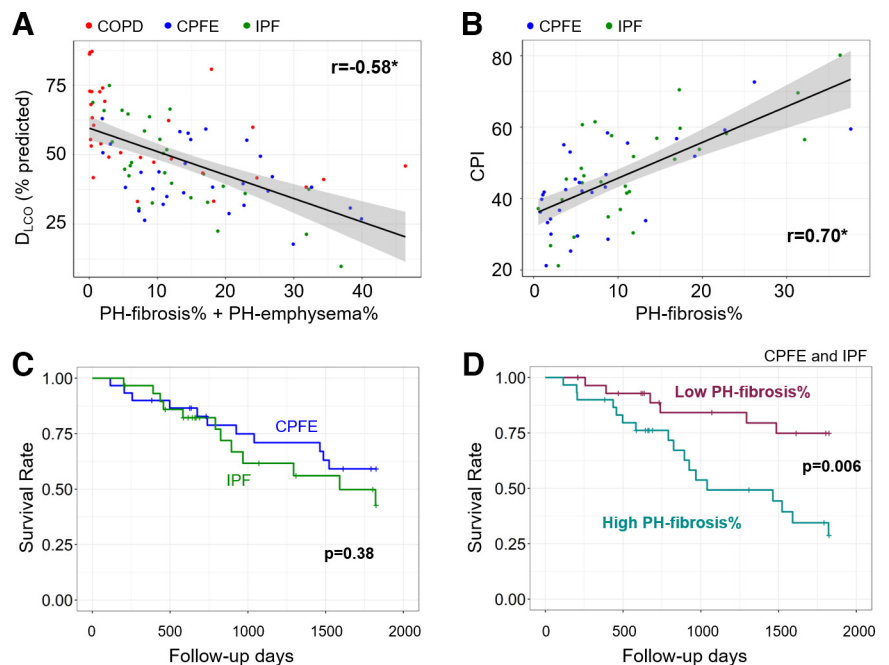 A
COPD CPFE IPF
r=-0.58*
75
50
25
D_LCO (% predicted)
0 10 20 30 40
PH-fibrosis% + PH-emphysema%
B
CPFE IPF
80
60
40
20
CPI
r=0.70*
0 10 20 30
PH-fibrosis%
C
1.00
0.75
0.50
0.25
0.00
Survival Rate
CPFE
IPF
p=0.38
0 500 1000 1500 2000
Follow-up days
D
CPFE and IPF
1.00
0.75
0.50
0.25
0.00
Survival Rate
Low PH-fibrosis%
p=0.006
High PH-fibrosis%
0 500 1000 1500 2000
Follow-up days